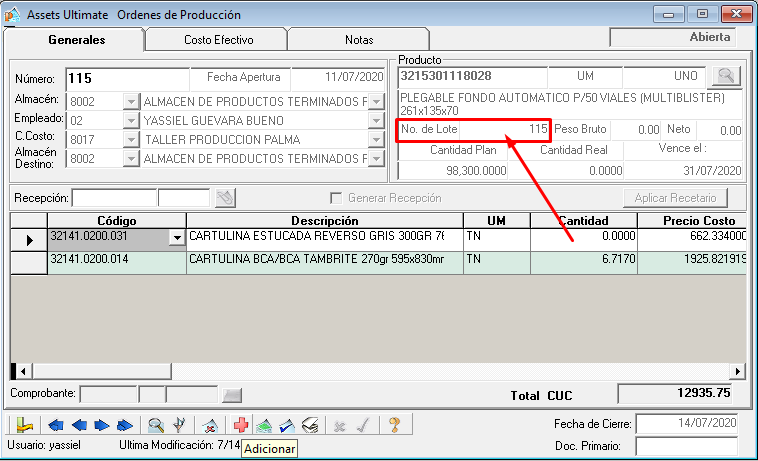 Assets Ultimate Ordenes de Producción
Generales Costo Efectivo Notas Abierta
Número: 115 Fecha Apertura 11/07/2020
Almacén: 8002 ALMACEN DE PRODUCTOS TERMINADOS F
Empleado: 02 YASSIEL GUEVARA BUENO
C.Costo: 8017 TALLER PRODUCCION PALMA
Almacén Destino: 8002 ALMACEN DE PRODUCTOS TERMINADOS F
Producto
3215301118028 UM UNO
PLEGABLE FONDO AUTOMATICO P/50 VIALES (MULTIBLISTER)
261x135x70
No. de Lote 115 Peso Bruto 0.00 Neto 0.00
Cantidad Plan Cantidad Real Vence el :
98,300.0000 0.0000 31/07/2020
Recepción: Generar Recepción Aplicar Recetario
Código Descripción UM Cantidad Precio Costo
32141.0200.031 CARTULINA ESTUCADA REVERSO GRIS 300GR 76 TN 0.0000 662.334000
32141.0200.014 CARTULINA BCA/BCA TAMBRITE 270gr 595x830mr TN 6.7170 1925.821919
Comprobante: Total CUC 12935.75
Fecha de Cierre: 14/07/2020
Usuario: yassiel Ultima Modificación: 7/14 Adicionar Doc. Primario: